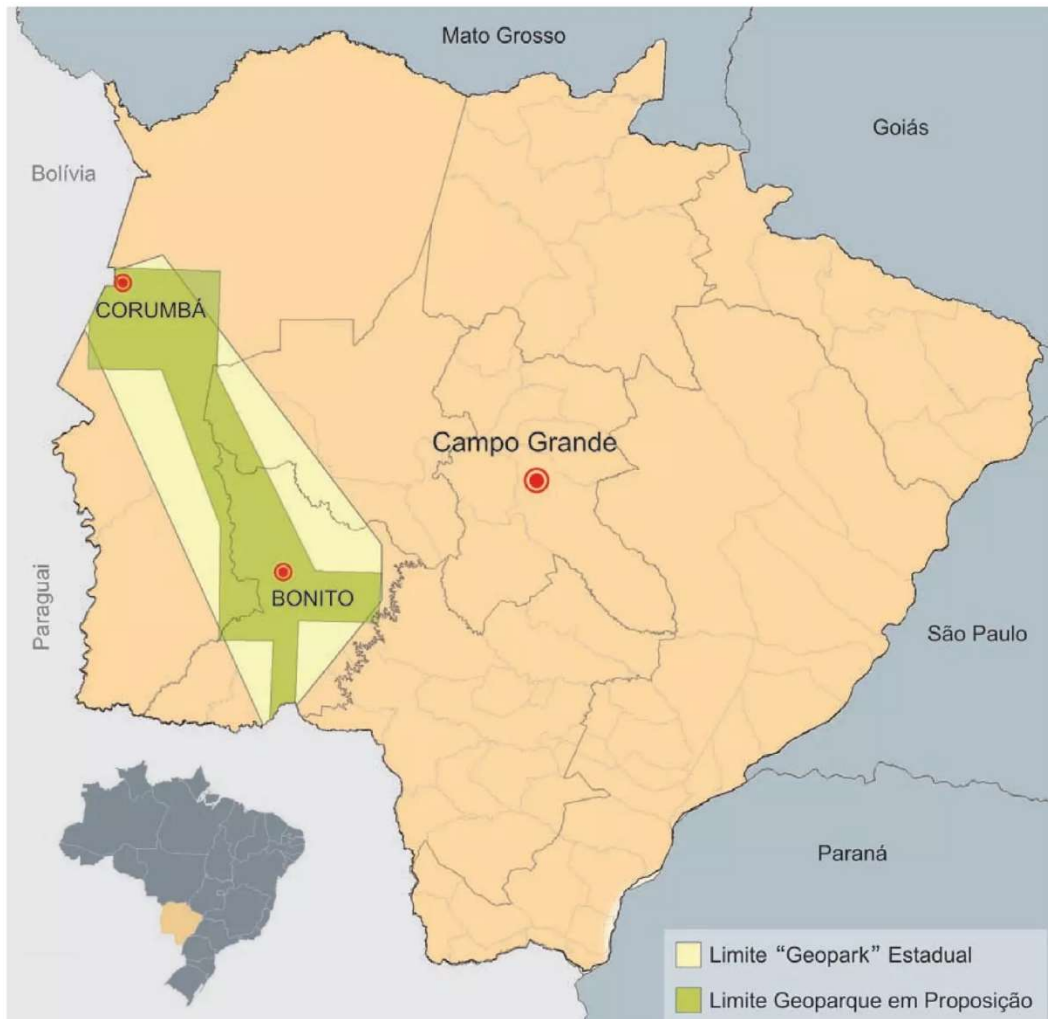 Mato Grosso
Goiás
Bolívia
CORUMBÁ
Campo Grande
BONITO
Paraguai
São Paulo
Paraná
Limite “Geopark” Estadual
Limite Geoparque em Proposição